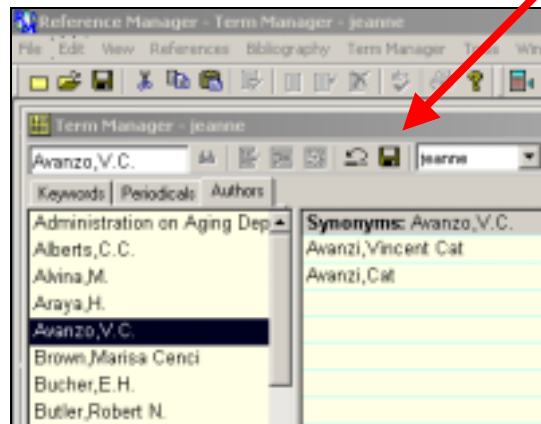 Reference Manager - Term Manager - jeanne
File Edit View References Bibliography Term Manager Tools Win
Term Manager - jeanne
Avanzo,V.C. jeanne
Keywords Periodicals Authors
Administration on Aging Dep
Alberts,C.C.
Alvina,M.
Araya,H.
Avanzo,V.C.
Brown,Marisa Cenci
Bucher,E.H.
Butler,Robert N.
Synonyms: Avanzo,V.C.
Avanzi,Vincent Cat
Avanzi,Cat